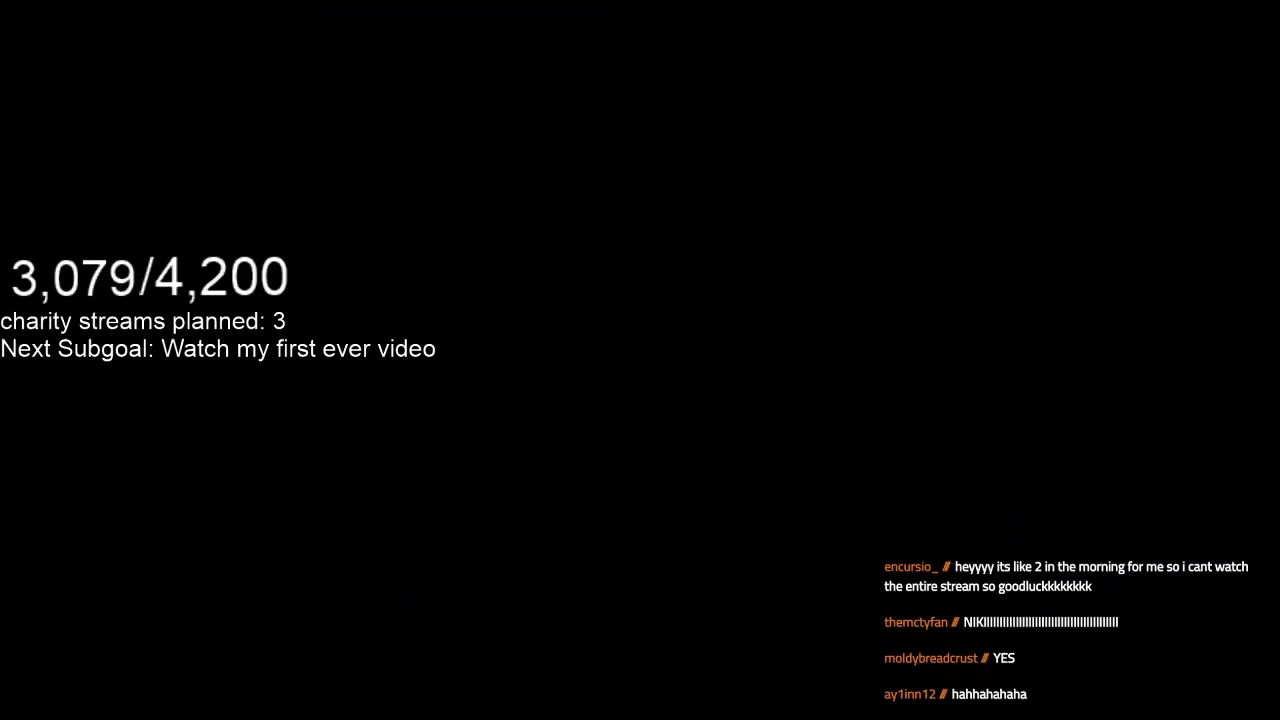 3,079/4,200
charity streams planned: 3
Next Subgoal: Watch my first ever video
encursio_ // heyyyy its like 2 in the morning for me so i cant watch
the entire stream so goodluckkkkkkkk
themctyfan // NIKIIIIIIIIIIIIIIIIIIIIIIIIIIIIIIIIIIIIIIIII
moldybreadcrust // YES
ay1inn12 // hahhahahaha